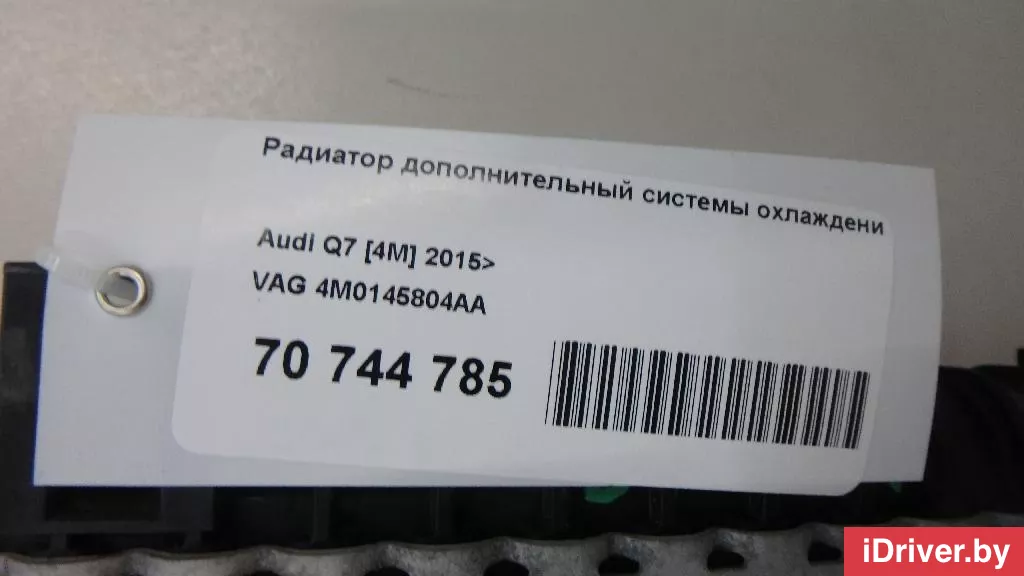 Радиатор дополнительный системы охлаждени
Audi Q7 [4M] 2015>
VAG 4M0145804AA
70 744 785
iDriver.by